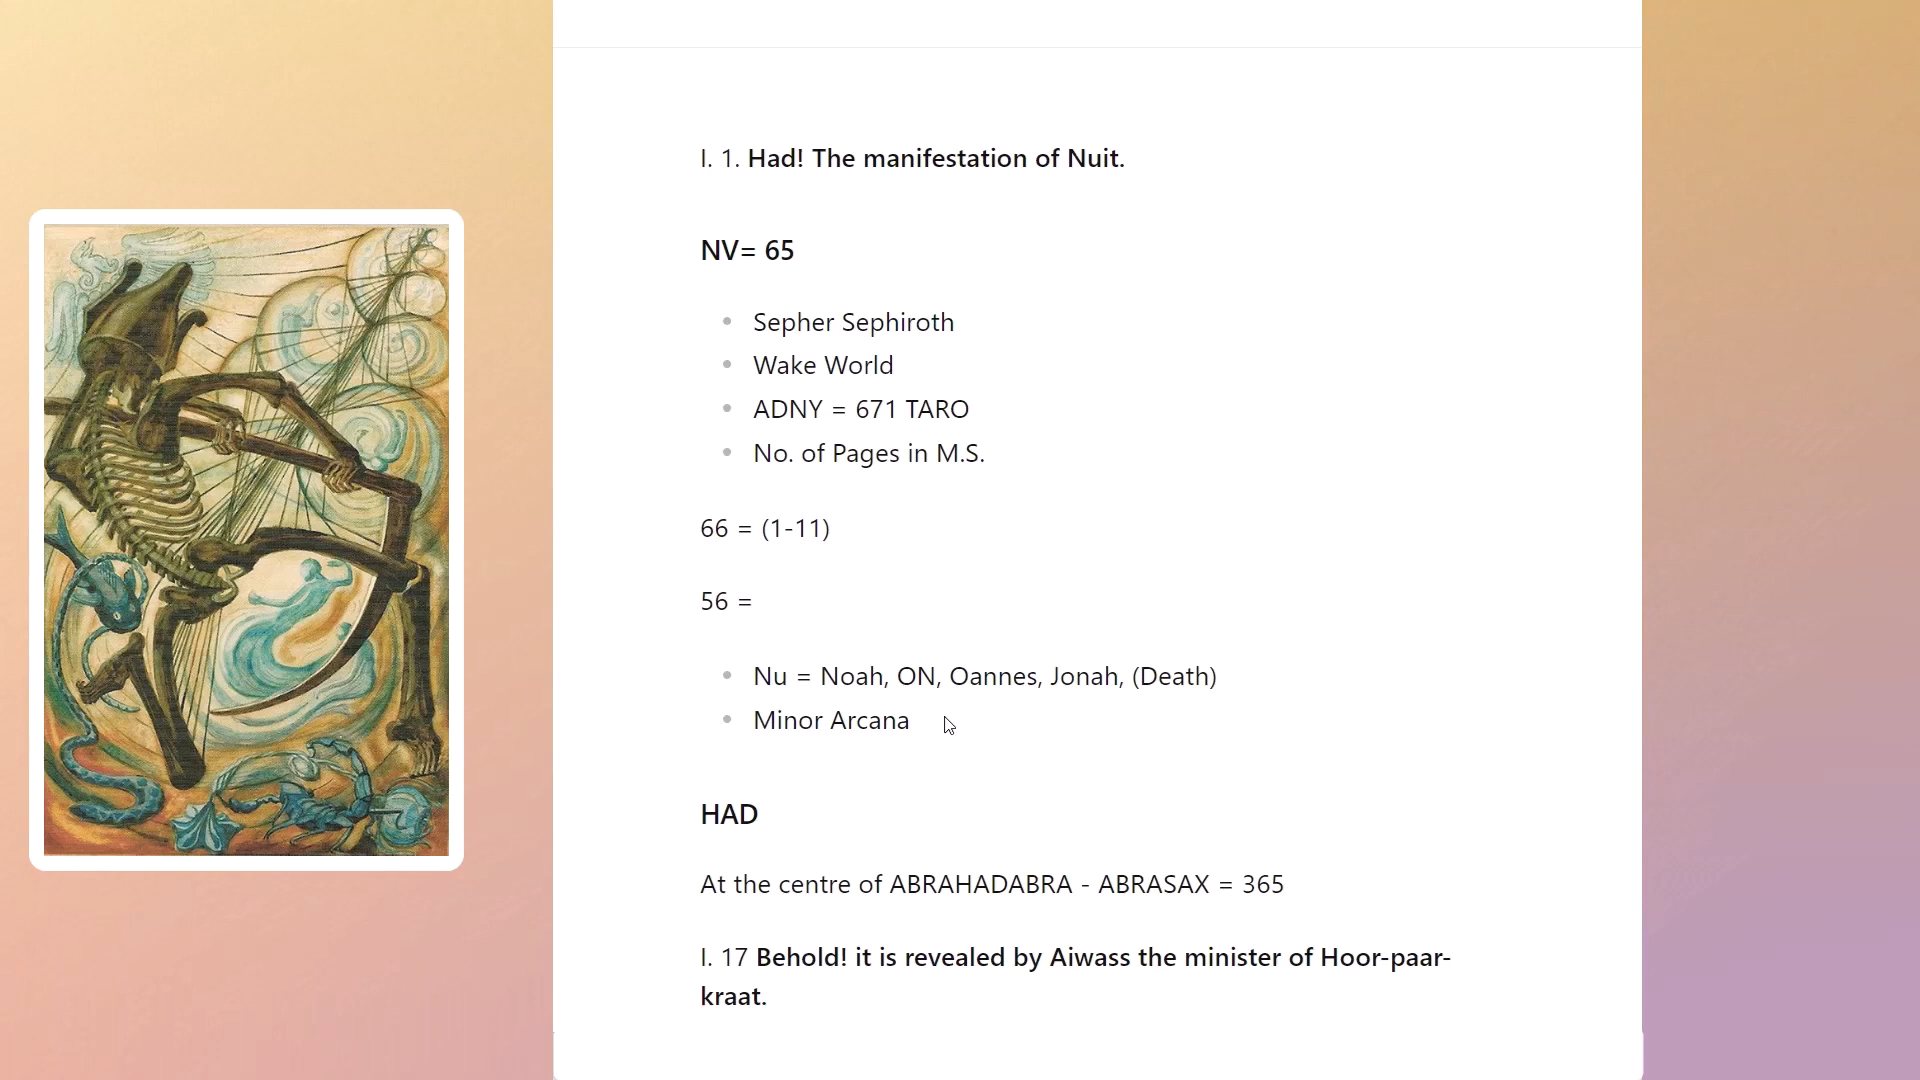 I. 1. Had! The manifestation of Nuit.
NV= 65
Sepher Sephiroth
Wake World
ADNY = 671 TARO
No. of Pages in M.S.
66 = (1-11)
56 =
Nu = Noah, ON, Oannes, Jonah, (Death)
Minor Arcana
HAD
At the centre of ABRAHADABRA - ABRASAX = 365
I. 17 Behold! it is revealed by Aiwass the minister of Hoor-paar-
kraat.